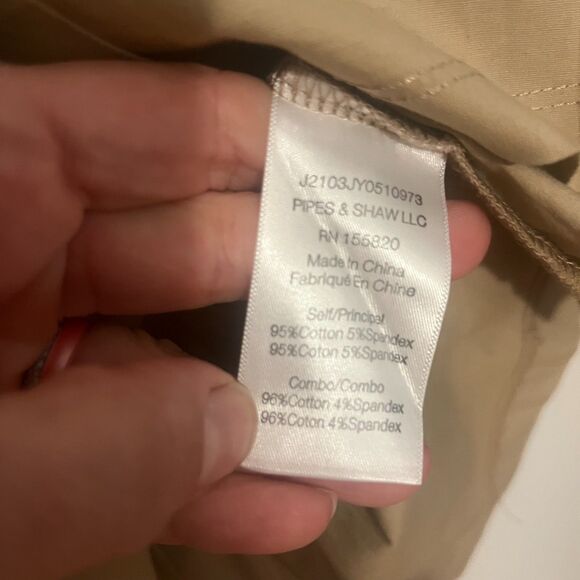 J2103JY0510973
PIPES & SHAW LLC
RN 155820
Made In China
Fabriqué En Chine
Self/Principal
95%Cotton 5%Spandex
95%Coton 5%Spandex
Combo/Combo
96%Cotton 4%Spandex
96%Coton 4%Spandex